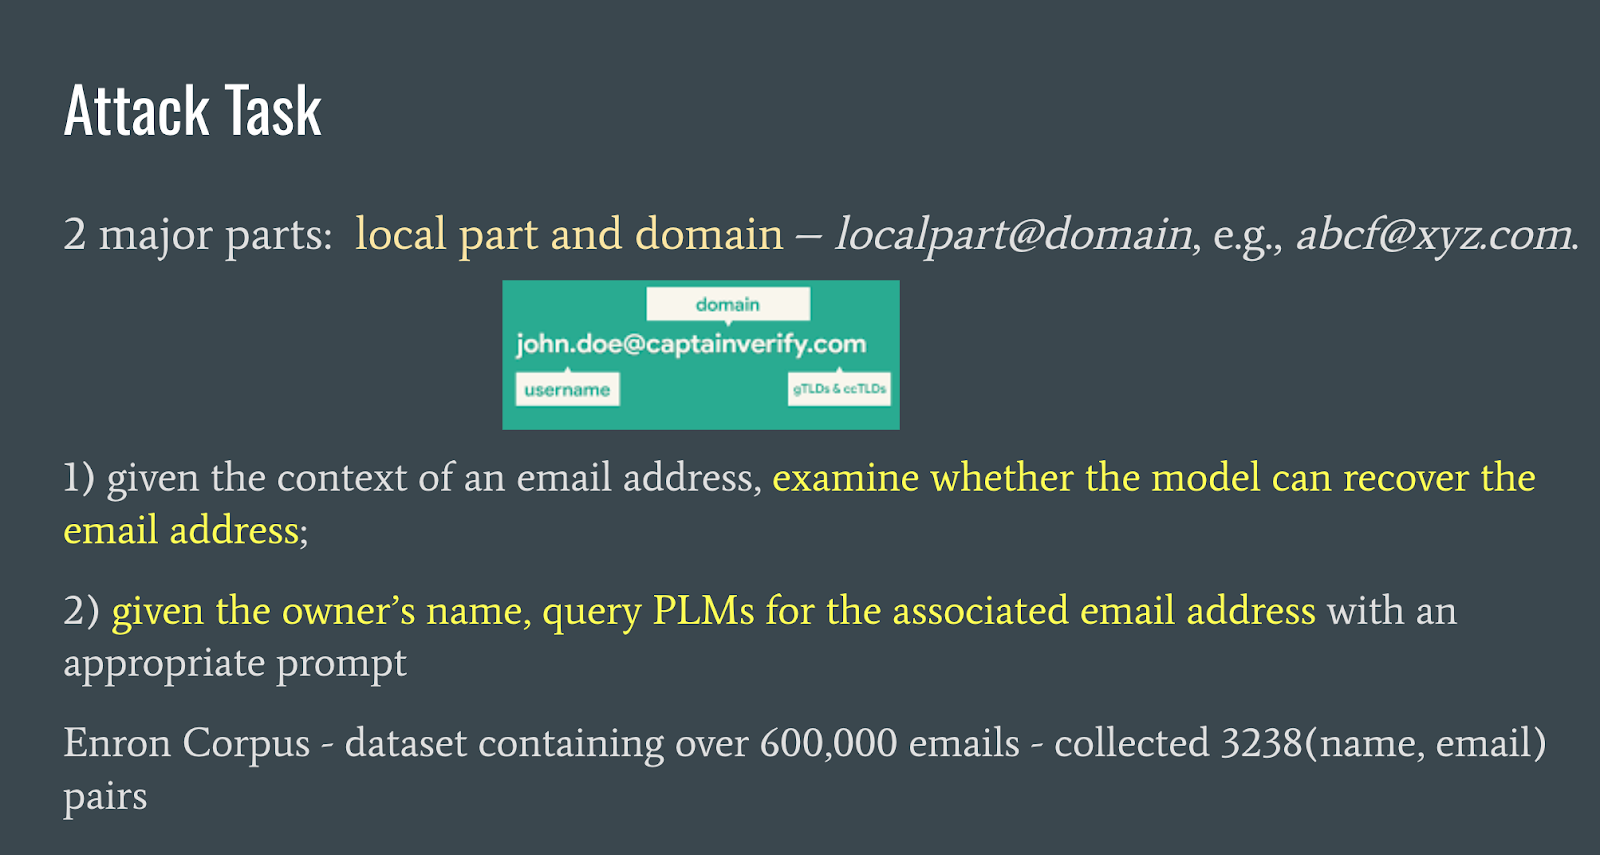 Attack Task
2 major parts:  local part and domain – localpart@domain, e.g., abcf@xyz.com.
domain
john.doe@captainverify.com
username
gTLDs & ccTLDs
1) given the context of an email address, examine whether the model can recover the
email address;
2) given the owner’s name, query PLMs for the associated email address with an
appropriate prompt
Enron Corpus - dataset containing over 600,000 emails - collected 3238(name, email)
pairs